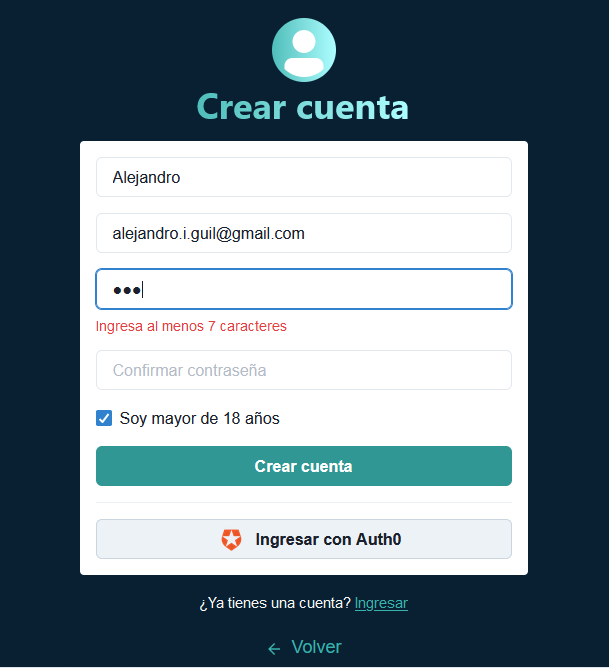 Crear cuenta
Alejandro
alejandro.i.guil@gmail.com
●●●
Ingresa al menos 7 caracteres
Confirmar contraseña
Soy mayor de 18 años
Crear cuenta
Ingresar con Auth0
¿Ya tienes una cuenta? Ingresar
← Volver